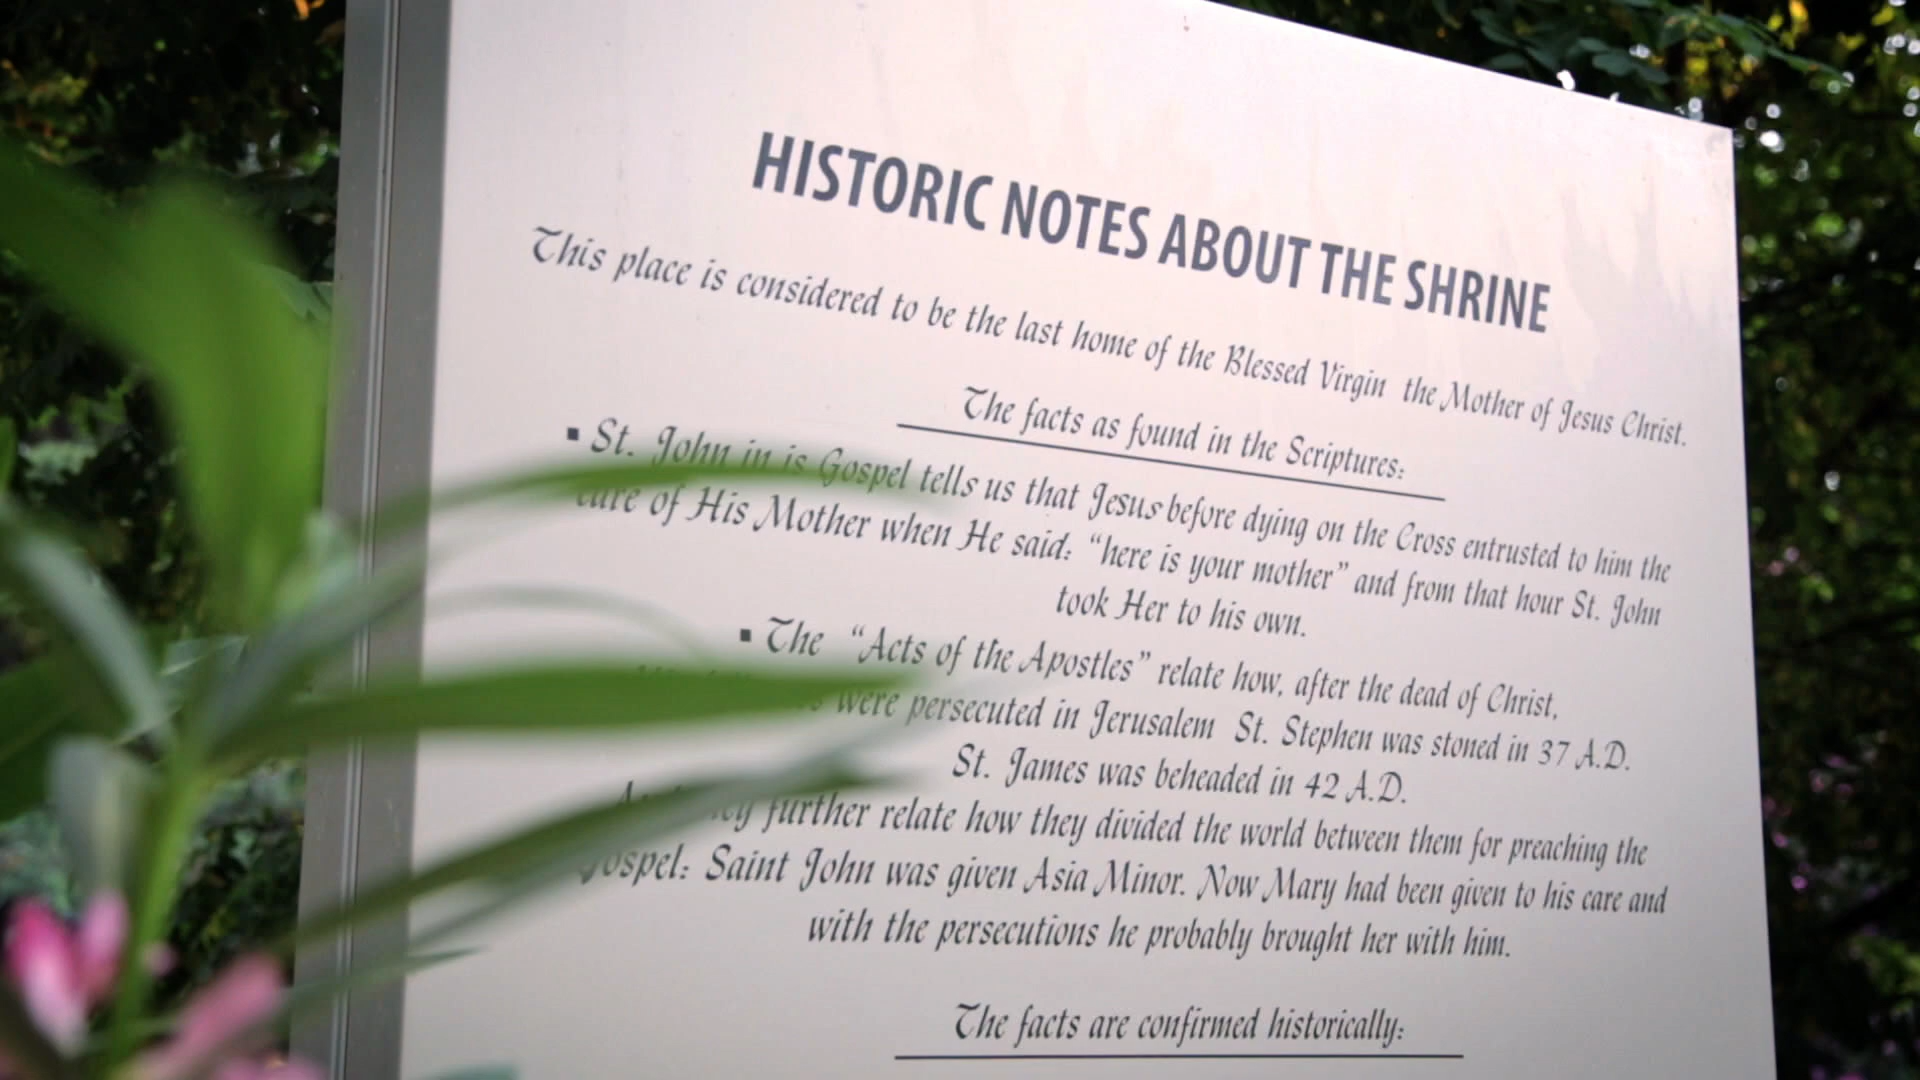 HISTORIC NOTES ABOUT THE SHRINE
This place is considered to be the last home of the Blessed Virgin the Mother of Jesus Christ.
The facts as found in the Scriptures:
▪ St. John in is Gospel tells us that Jesus before dying on the Cross entrusted to him the
care of His Mother when He said: “here is your mother” and from that hour St. John
took Her to his own.
▪ The “Acts of the Apostles” relate how, after the dead of Christ,
were persecuted in Jerusalem St. Stephen was stoned in 37 A.D.
St. James was beheaded in 42 A.D.
further relate how they divided the world between them for preaching the
Gospel: Saint John was given Asia Minor. Now Mary had been given to his care and
with the persecutions he probably brought her with him.
The facts are confirmed historically: